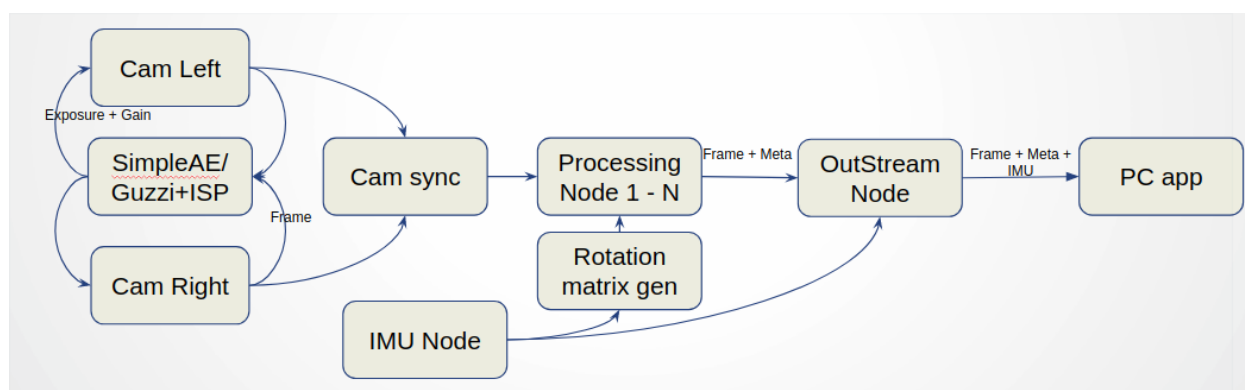 Cam Left
Exposure + Gain
SimpleAE/
Guzzi+ISP
Frame
Cam Right
Cam sync
Processing
Node 1 - N
Rotation
matrix gen
IMU Node
Frame + Meta
OutStream
Node
Frame + Meta +
IMU
PC app